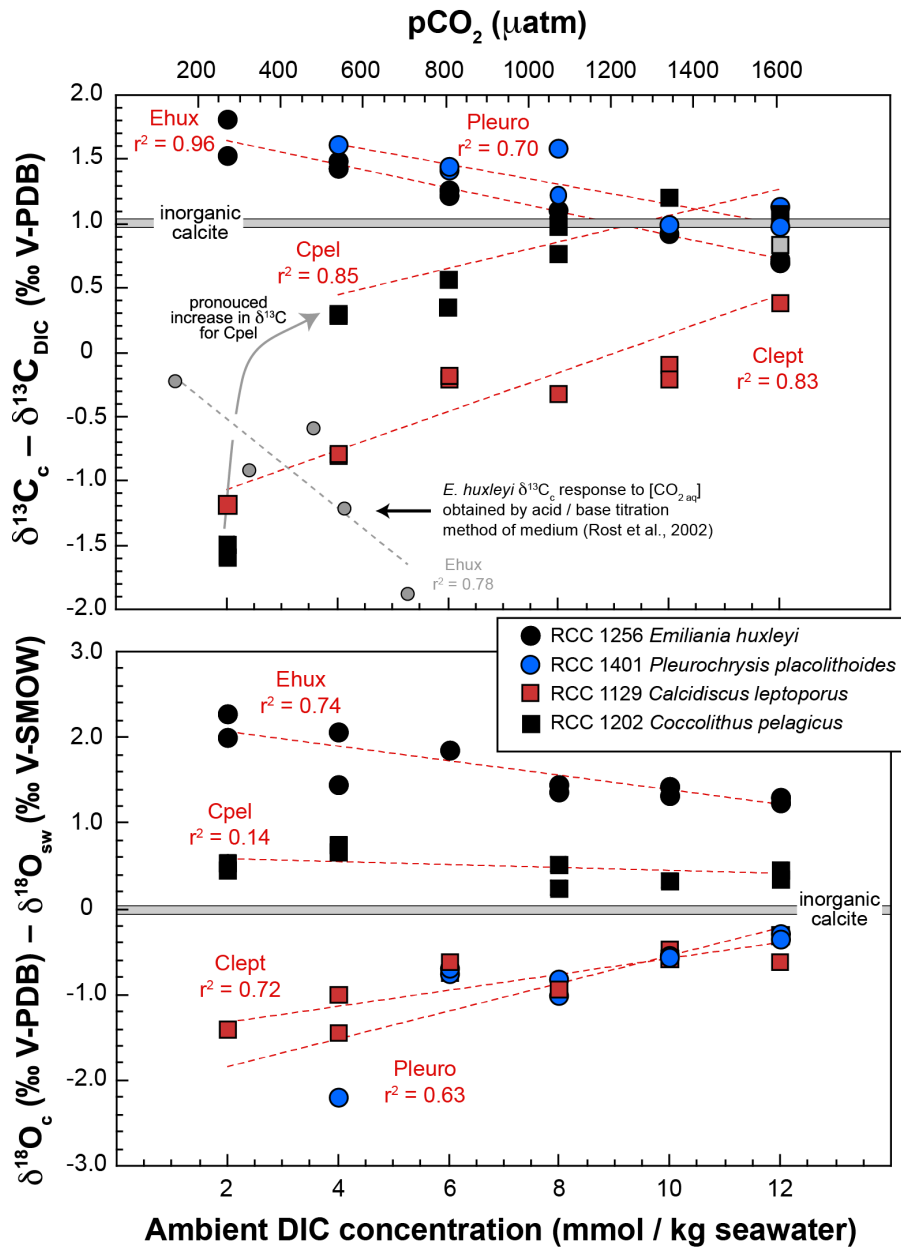 pCO2 (μatm)
200 400 600 800 1000 1200 1400 1600
δ13Cc – δ13CDIC (‰ V-PDB)
2.0
1.5
1.0
0.5
0
-0.5
-1.0
-1.5
-2.0
Ehux
r2 = 0.96
Pleuro
r2 = 0.70
inorganic
calcite
Cpel
r2 = 0.85
pronouced
increase in δ13C
for Cpel
Clept
r2 = 0.83
E. huxleyi δ13Cc response to [CO2 aq]
obtained by acid / base titration
method of medium (Rost et al., 2002)
Ehux
r2 = 0.78
RCC 1256 Emiliania huxleyi
RCC 1401 Pleurochrysis placolithoides
RCC 1129 Calcidiscus leptoporus
RCC 1202 Coccolithus pelagicus
δ18Oc (‰ V-PDB) – δ18Osw (‰ V-SMOW)
3.0
2.0
1.0
0
-1.0
-2.0
-3.0
Ehux
r2 = 0.74
Cpel
r2 = 0.14
inorganic
calcite
Clept
r2 = 0.72
Pleuro
r2 = 0.63
2 4 6 8 10 12
Ambient DIC concentration (mmol / kg seawater)